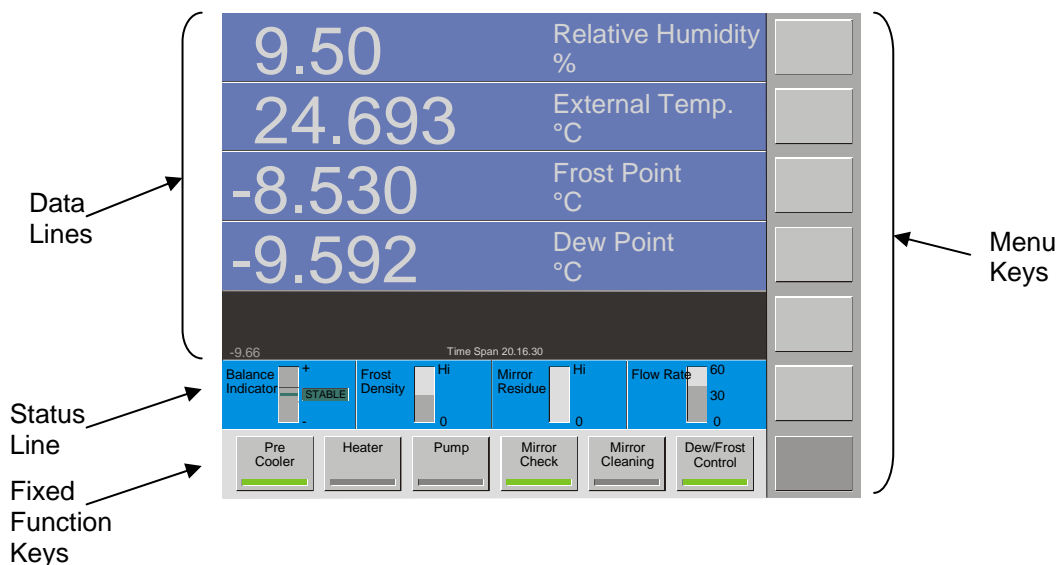 9.50
Relative Humidity
%
24.693
External Temp.
°C
-8.530
Frost Point
°C
-9.592
Dew Point
°C
-9.66
Time Span 20.16.30
Balance
Indicator
+
STABLE
-
Frost
Density
Hi
0
Mirror
Residue
Hi
0
Flow Rate
60
30
0
Pre
Cooler
Heater
Pump
Mirror
Check
Mirror
Cleaning
Dew/Frost
Control
Data
Lines
Status
Line
Fixed
Function
Keys
Menu
Keys